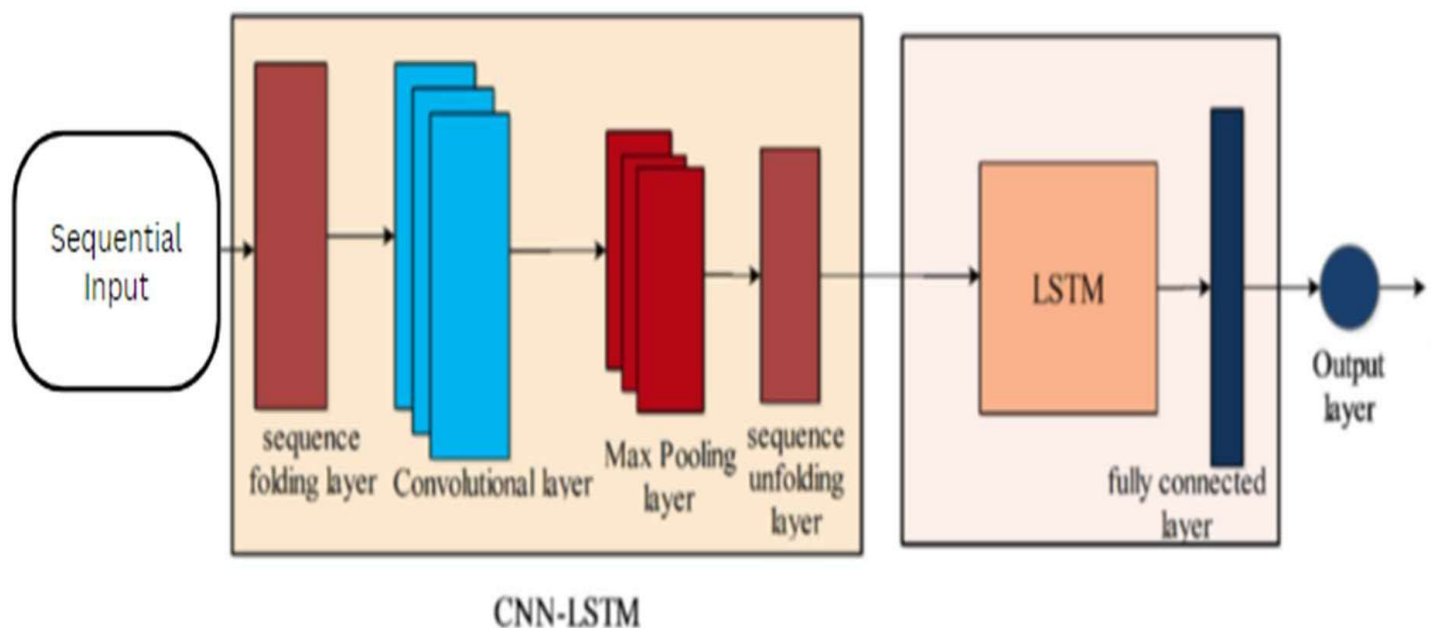 Sequential
Input
sequence
folding layer
Convolutional layer
Max Pooling
layer
sequence
unfolding
layer
LSTM
fully connected
layer
Output
layer
CNN-LSTM